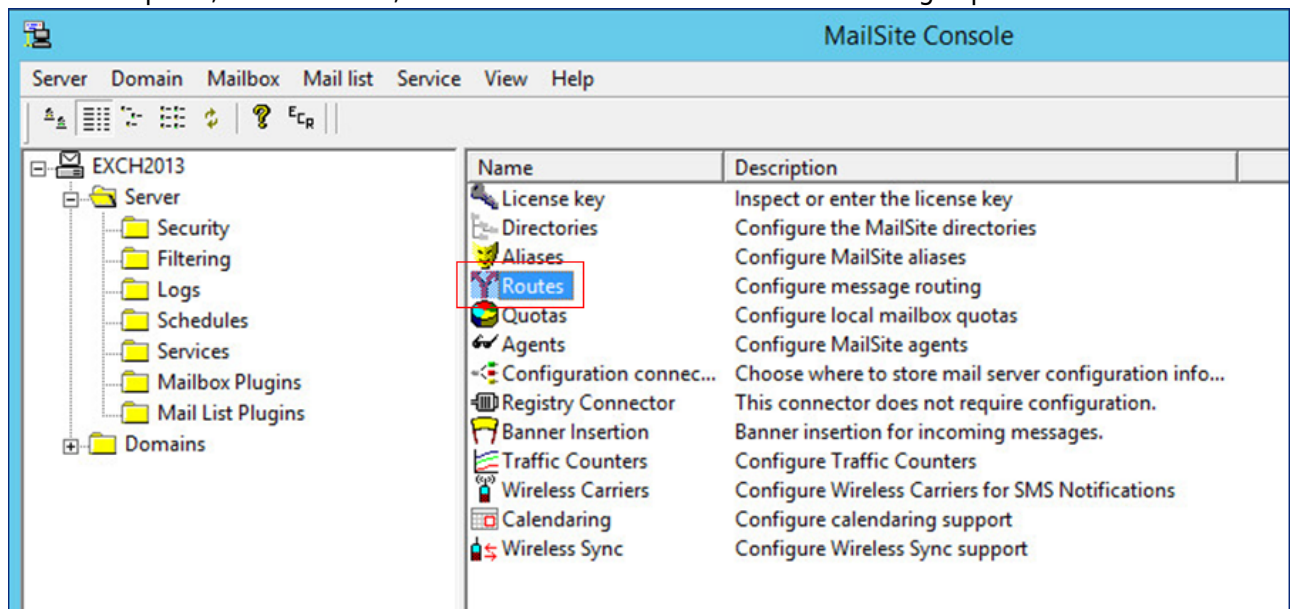 MailSite Console
Server Domain Mailbox Mail list Service View Help
ECR
EXCH2013
Server
Security
Filtering
Logs
Schedules
Services
Mailbox Plugins
Mail List Plugins
Domains
Name Description
License key Inspect or enter the license key
Directories Configure the MailSite directories
Aliases Configure MailSite aliases
Routes Configure message routing
Quotas Configure local mailbox quotas
Agents Configure MailSite agents
Configuration connec... Choose where to store mail server configuration info...
Registry Connector This connector does not require configuration.
Banner Insertion Banner insertion for incoming messages.
Traffic Counters Configure Traffic Counters
Wireless Carriers Configure Wireless Carriers for SMS Notifications
Calendaring Configure calendaring support
Wireless Sync Configure Wireless Sync support